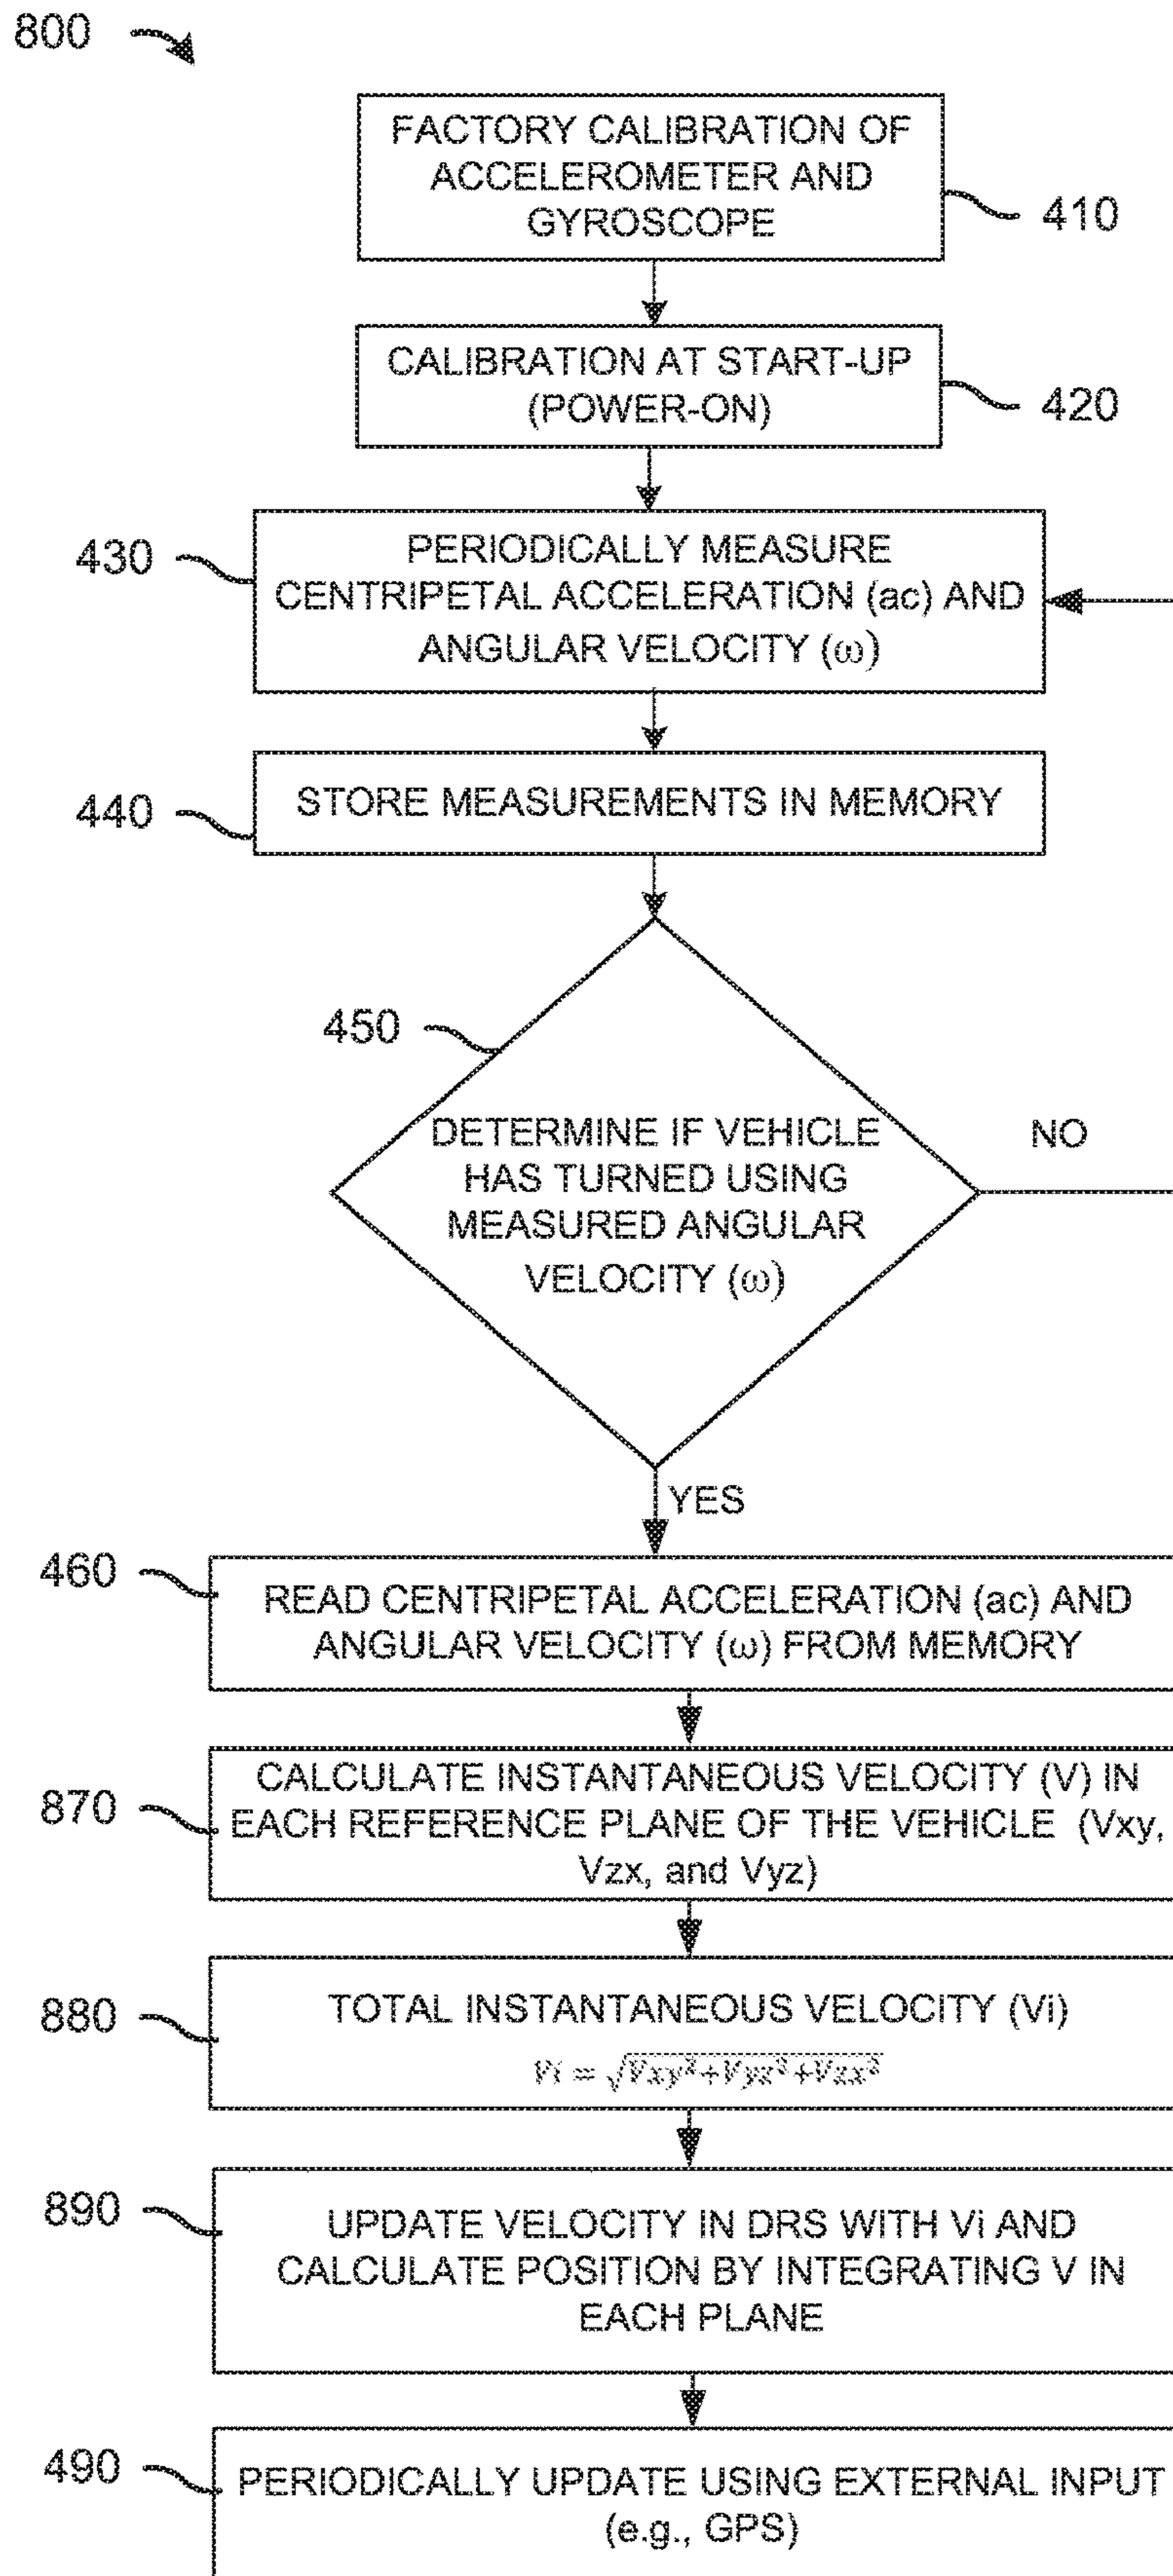 800
FACTORY CALIBRATION OF
ACCELEROMETER AND
GYROSCOPE
410
CALIBRATION AT START-UP
(POWER-ON)
420
430
PERIODICALLY MEASURE
CENTRIPETAL ACCELERATION (ac) AND
ANGULAR VELOCITY (ω)
440
STORE MEASUREMENTS IN MEMORY
450
DETERMINE IF VEHICLE
HAS TURNED USING
MEASURED ANGULAR
VELOCITY (ω)
NO
YES
460
READ CENTRIPETAL ACCELERATION (ac) AND
ANGULAR VELOCITY (ω) FROM MEMORY
870
CALCULATE INSTANTANEOUS VELOCITY (V) IN
EACH REFERENCE PLANE OF THE VEHICLE (Vxy,
Vzx, and Vyz)
880
TOTAL INSTANTANEOUS VELOCITY (Vi)
Vi = √Vxy²+Vyz²+Vzx²
890
UPDATE VELOCITY IN DRS WITH Vi AND
CALCULATE POSITION BY INTEGRATING V IN
EACH PLANE
490
PERIODICALLY UPDATE USING EXTERNAL INPUT
(e.g., GPS)